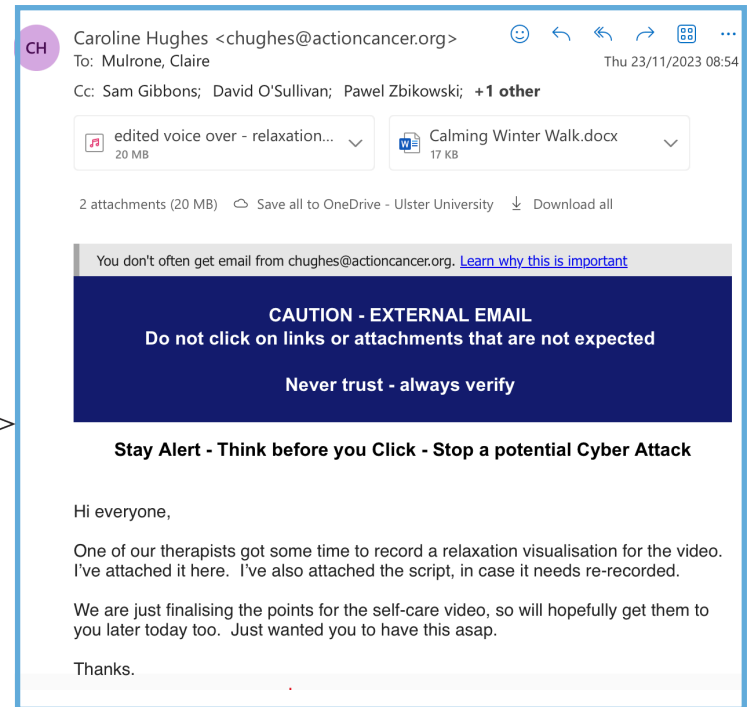 CH
Caroline Hughes <chughes@actioncancer.org>
To: Mulrone, Claire
Thu 23/11/2023 08:54
Cc: Sam Gibbons; David O'Sullivan; Pawel Zbikowski; +1 other
edited voice over - relaxation...
20 MB
Calming Winter Walk.docx
17 KB
2 attachments (20 MB) Save all to OneDrive - Ulster University Download all
You don't often get email from chughes@actioncancer.org. Learn why this is important
CAUTION - EXTERNAL EMAIL
Do not click on links or attachments that are not expected
Never trust - always verify
Stay Alert - Think before you Click - Stop a potential Cyber Attack
Hi everyone,
One of our therapists got some time to record a relaxation visualisation for the video.
I've attached it here. I've also attached the script, in case it needs re-recorded.
We are just finalising the points for the self-care video, so will hopefully get them to
you later today too. Just wanted you to have this asap.
Thanks.